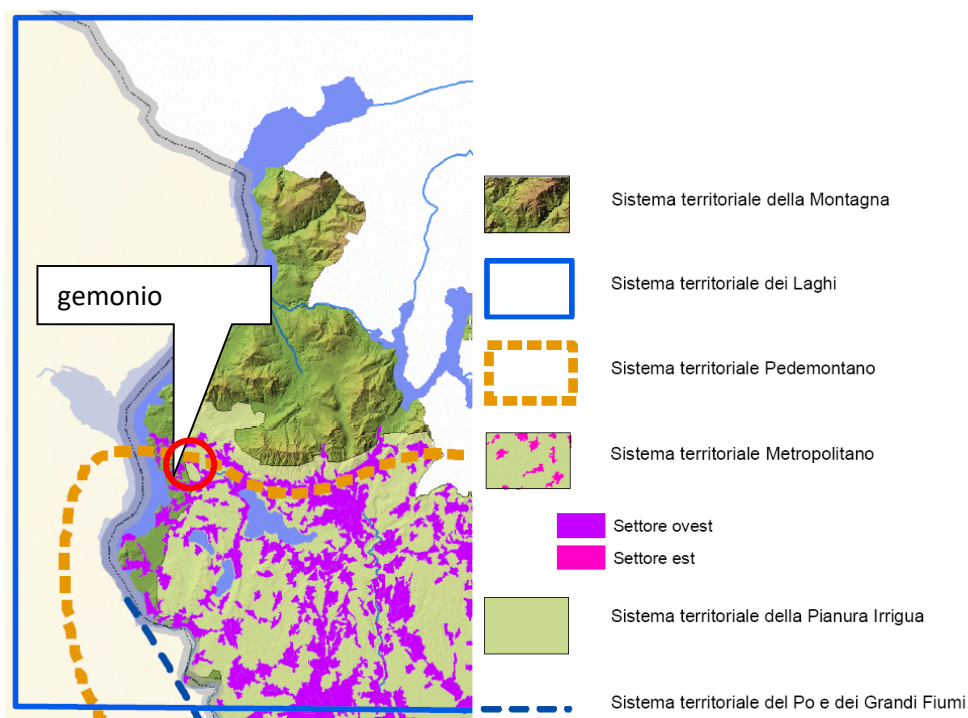 gemonio
Sistema territoriale della Montagna
Sistema territoriale dei Laghi
Sistema territoriale Pedemontano
Sistema territoriale Metropolitano
Settore ovest
Settore est
Sistema territoriale della Pianura Irrigua
Sistema territoriale del Po e dei Grandi Fiumi